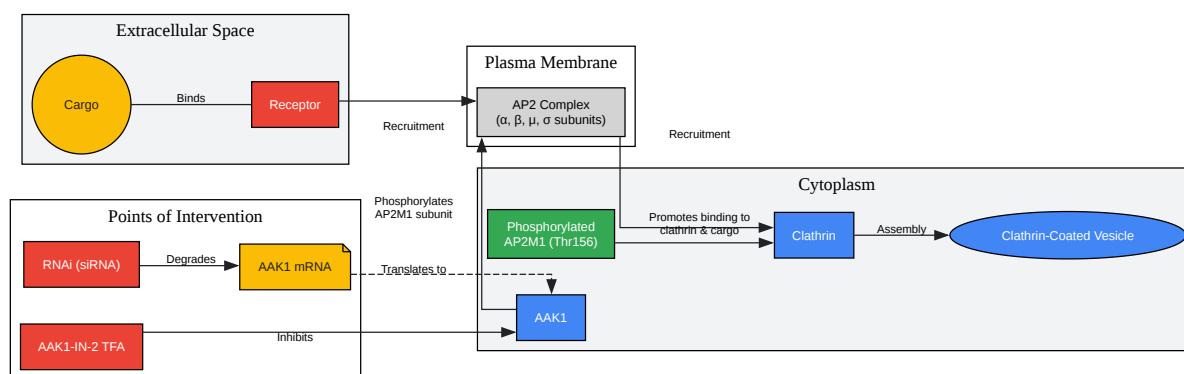 Extracellular Space
Cargo
Binds
Receptor
Recruitment
Plasma Membrane
AP2 Complex
(α, β, μ, σ subunits)
Recruitment
Points of Intervention
RNAi (siRNA)
Degrades
AAK1 mRNA
AAK1-IN-2 TFA
Inhibits
Translates to
Phosphorylates
AP2M1 subunit
Cytoplasm
Phosphorylated
AP2M1 (Thr156)
Promotes binding to
clathrin & cargo
Clathrin
Assembly
Clathrin-Coated Vesicle
AAK1